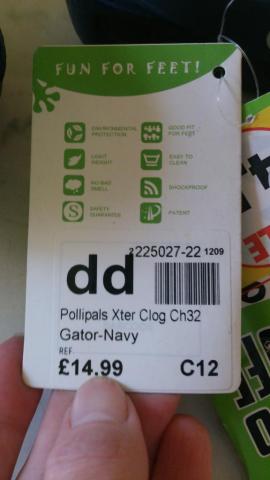 FUN FOR FEET!
ENVIRONMENTAL PROTECTION
GOOD FIT FOR FEET
LIGHT WEIGHT
EASY TO CLEAN
NO BAD SMELL
SHOCKPROOF
S
SAFETY GUARANTEE
PATENT
225027-22 1209
dd
Pollipals Xter Clog Ch32
Gator-Navy
REF.
£14.99 C12